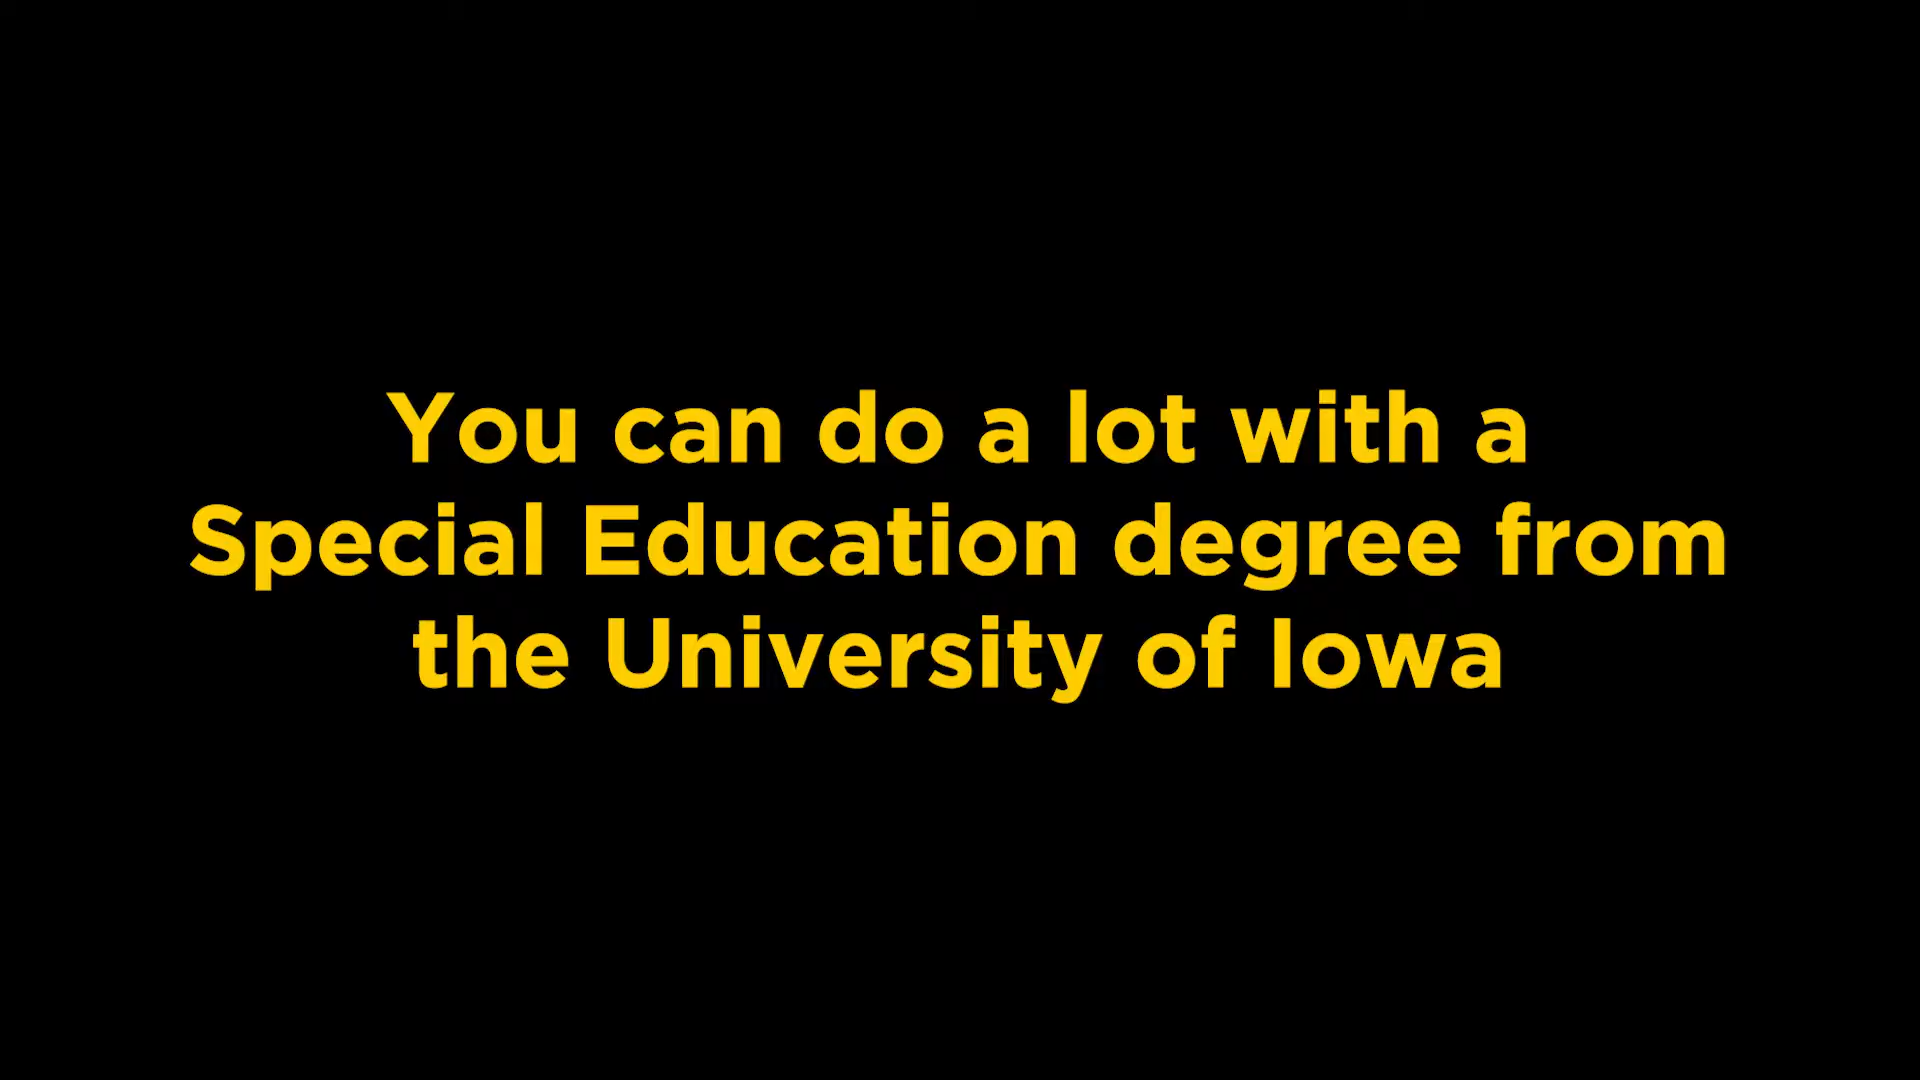 You can do a lot with a
Special Education degree from
the University of Iowa